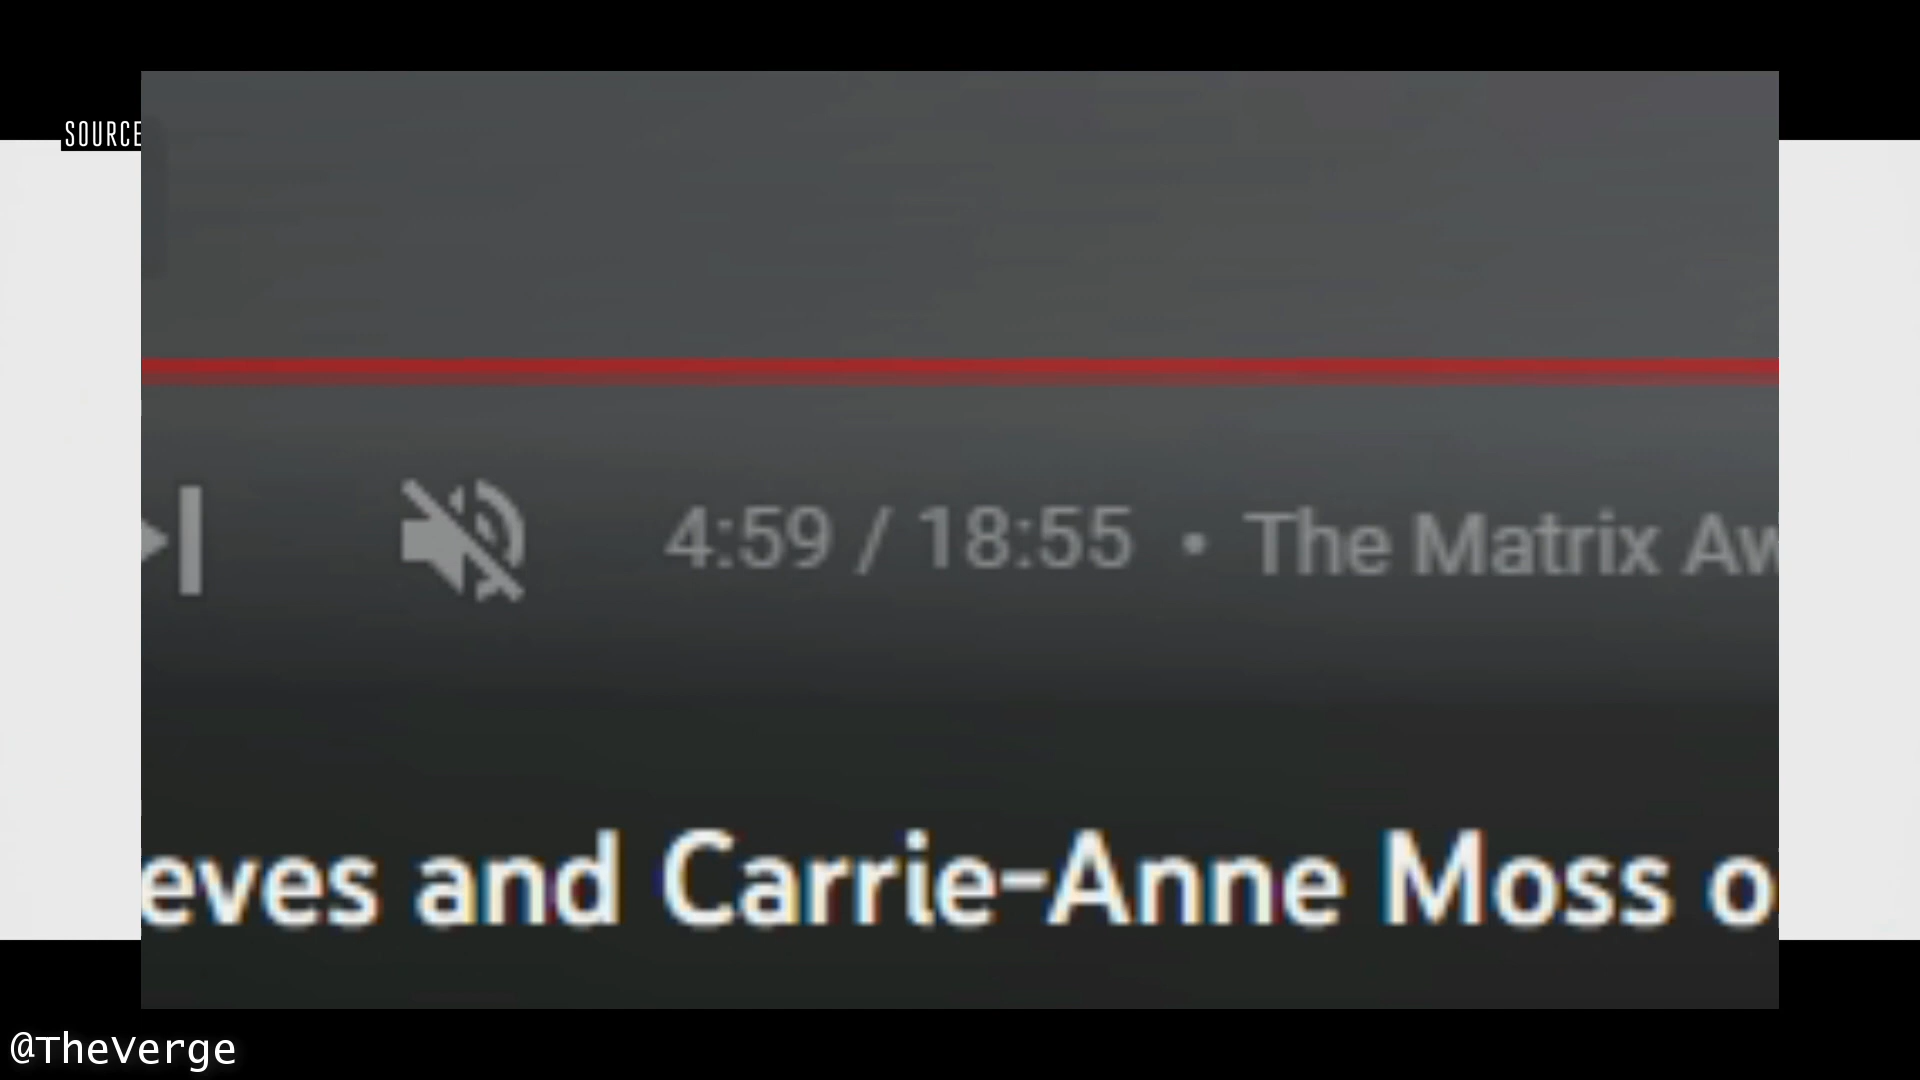 SOURCE
4:59 / 18:55 • The Matrix Aw
eves and Carrie-Anne Moss o
@TheVerge